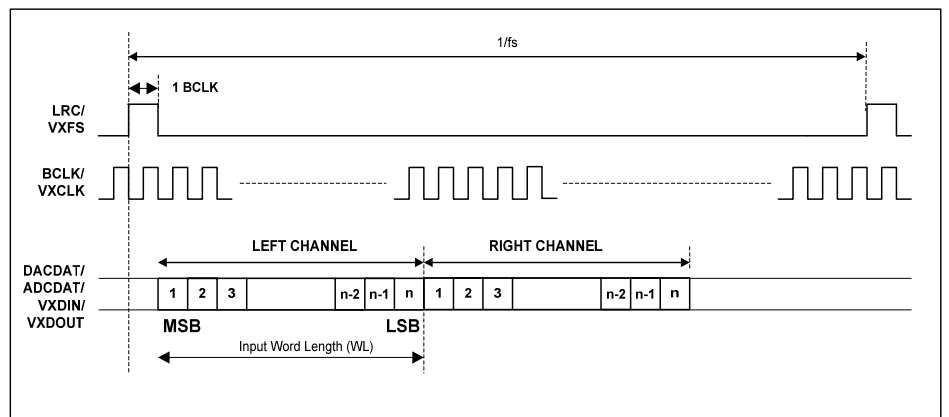 1/fs
1 BCLK
LRC/
VXFS
BCLK/
VXCLK
LEFT CHANNEL
RIGHT CHANNEL
DACDAT/
ADCDAT/
VXDIN/
VXDOUT
1 2 3 n-2 n-1 n 1 2 3 n-2 n-1 n
MSB LSB
Input Word Length (WL)